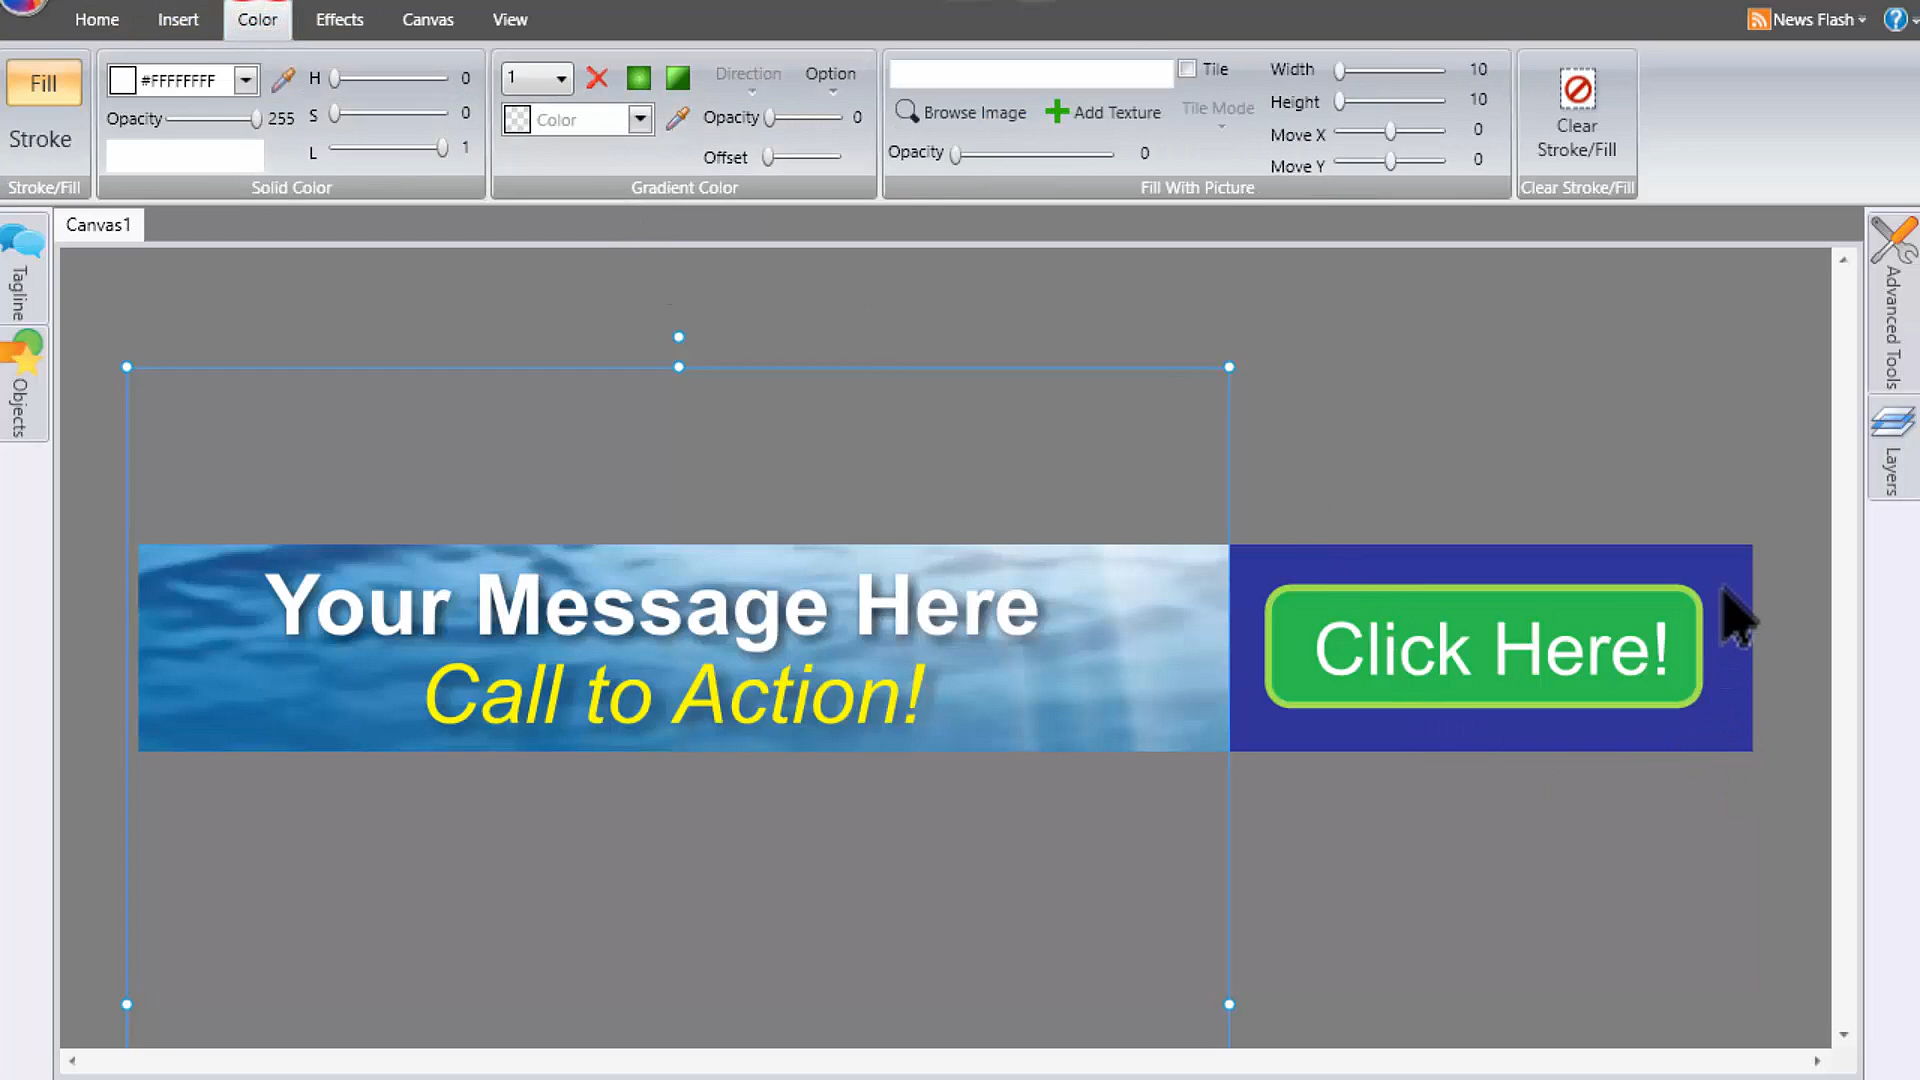 Home Insert Color Effects Canvas View News Flash ?
Fill #FFFFFFFF H 0 1 Direction Option Tile Width 10
Stroke Opacity 255 S 0 Color Opacity 0 Browse Image Add Texture Tile Mode Height 10 Clear Stroke/Fill
L 1 Offset Opacity 0 Move X 0
Move Y 0
Stroke/Fill Solid Color Gradient Color Fill With Picture Clear Stroke/Fill
Canvas1
Tagline
Objects
Advanced Tools
Layers
Your Message Here
Call to Action!
Click Here!